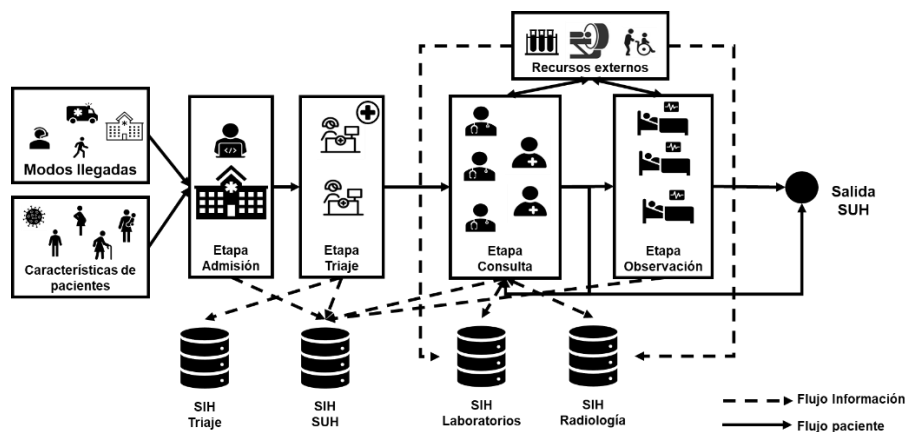 Recursos externos
Modos llegadas
Características de
pacientes
Etapa
Admisión
Etapa
Triaje
Etapa
Consulta
Etapa
Observación
Salida
SUH
SIH
Triaje
SIH
SUH
SIH
Laboratorios
SIH
Radiología
Flujo Información
Flujo paciente